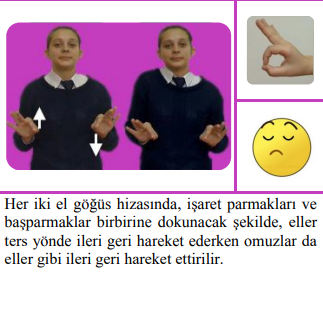 Her iki el göğüs hizasında, işaret parmakları ve
başparmaklar birbirine dokunacak şekilde, eller
ters yönde ileri geri hareket ederken omuzlar da
eller gibi ileri geri hareket ettirilir.